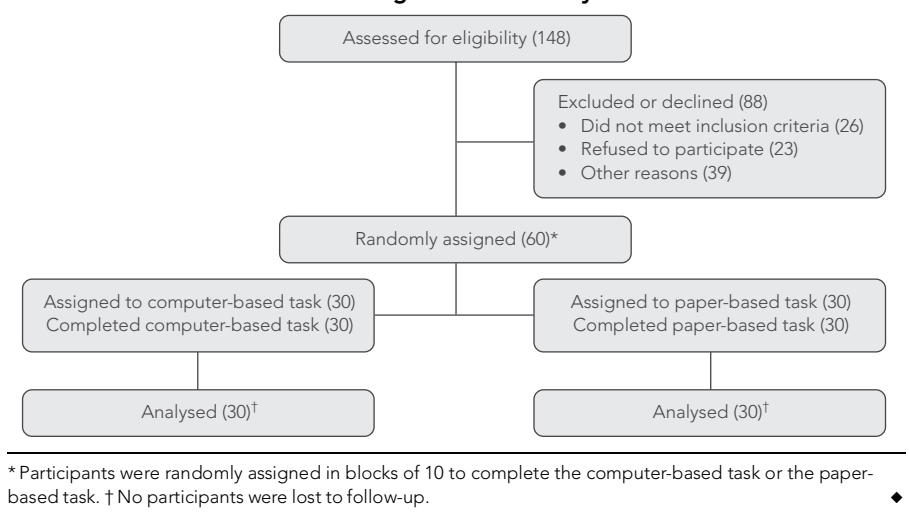 Assessed for eligibility (148)
Excluded or declined (88)
• Did not meet inclusion criteria (26)
• Refused to participate (23)
• Other reasons (39)
Randomly assigned (60)*
Assigned to computer-based task (30)
Completed computer-based task (30)
Assigned to paper-based task (30)
Completed paper-based task (30)
Analysed (30)†
Analysed (30)†
* Participants were randomly assigned in blocks of 10 to complete the computer-based task or the paper-
based task. † No participants were lost to follow-up. ◆